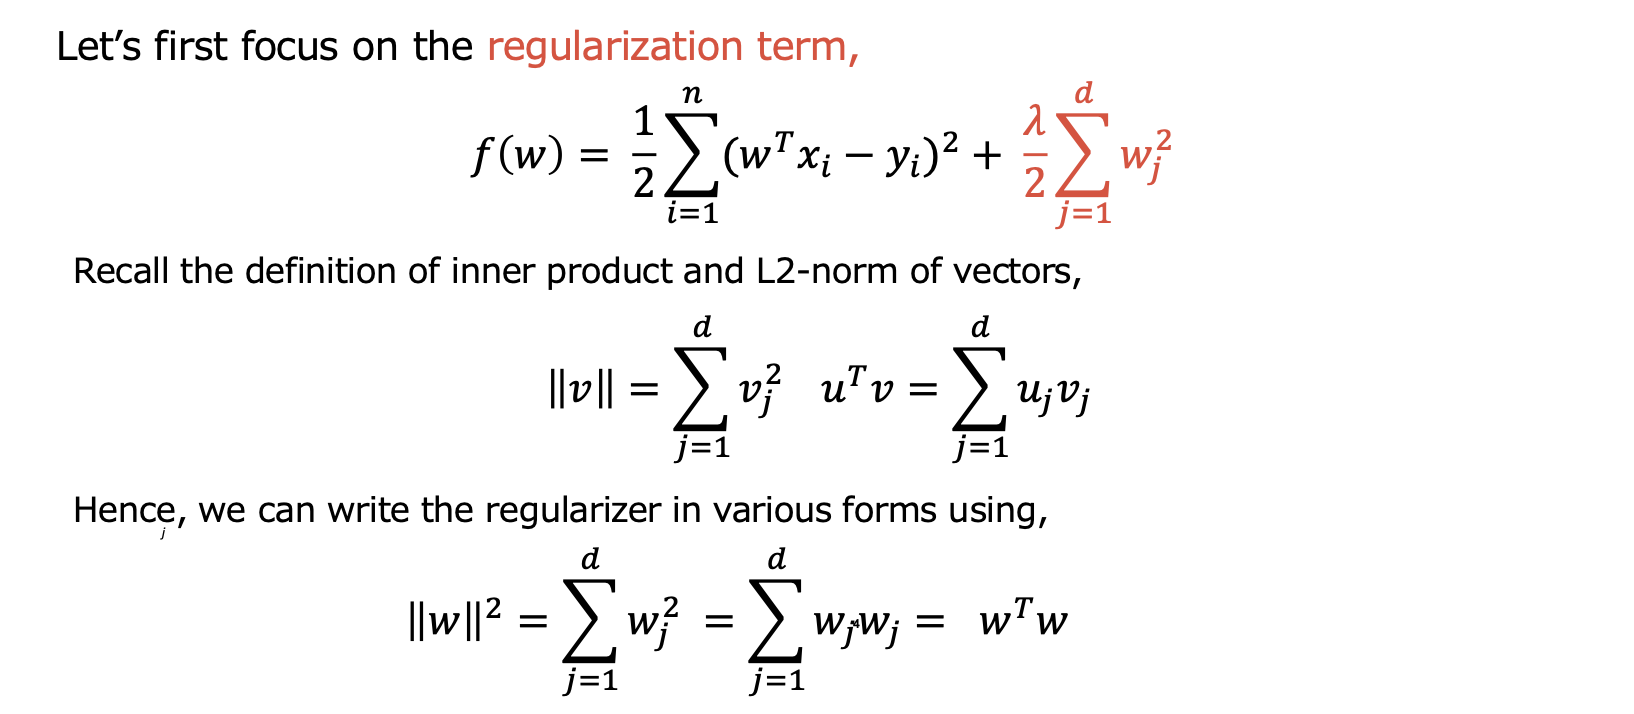 Let's first focus on the regularization term,
f(w) = \frac{1}{2} \sum_{i=1}^{n} (w^T x_i − y_i)^2 + \frac{λ}{2} \sum_{j=1}^{d} w_j^2
Recall the definition of inner product and L2-norm of vectors,
‖v‖ = \sum_{j=1}^{d} v_j^2   u^T v = \sum_{j=1}^{d} u_j v_j
Hence, we can write the regularizer in various forms using,
j
‖w‖^2 = \sum_{j=1}^{d} w_j^2 = \sum_{j=1}^{d} w_j w_j = w^T w